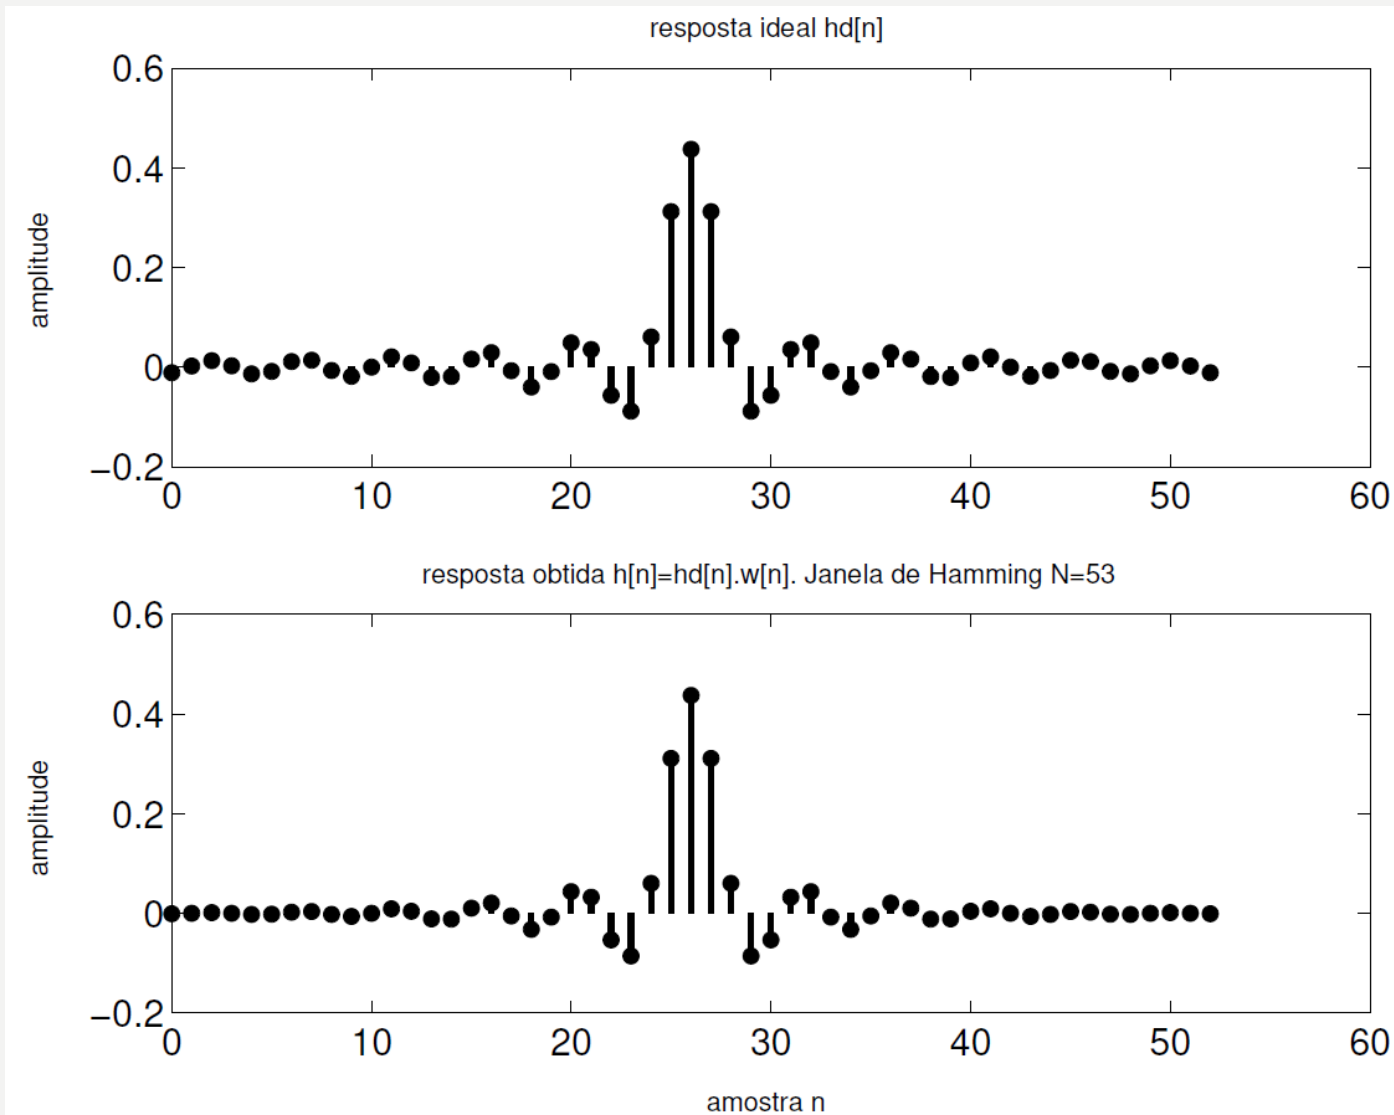 resposta ideal hd[n]
0.6
0.4
0.2
0
−0.2
amplitude
0 10 20 30 40 50 60
resposta obtida h[n]=hd[n].w[n]. Janela de Hamming N=53
0.6
0.4
0.2
0
−0.2
amplitude
0 10 20 30 40 50 60
amostra n